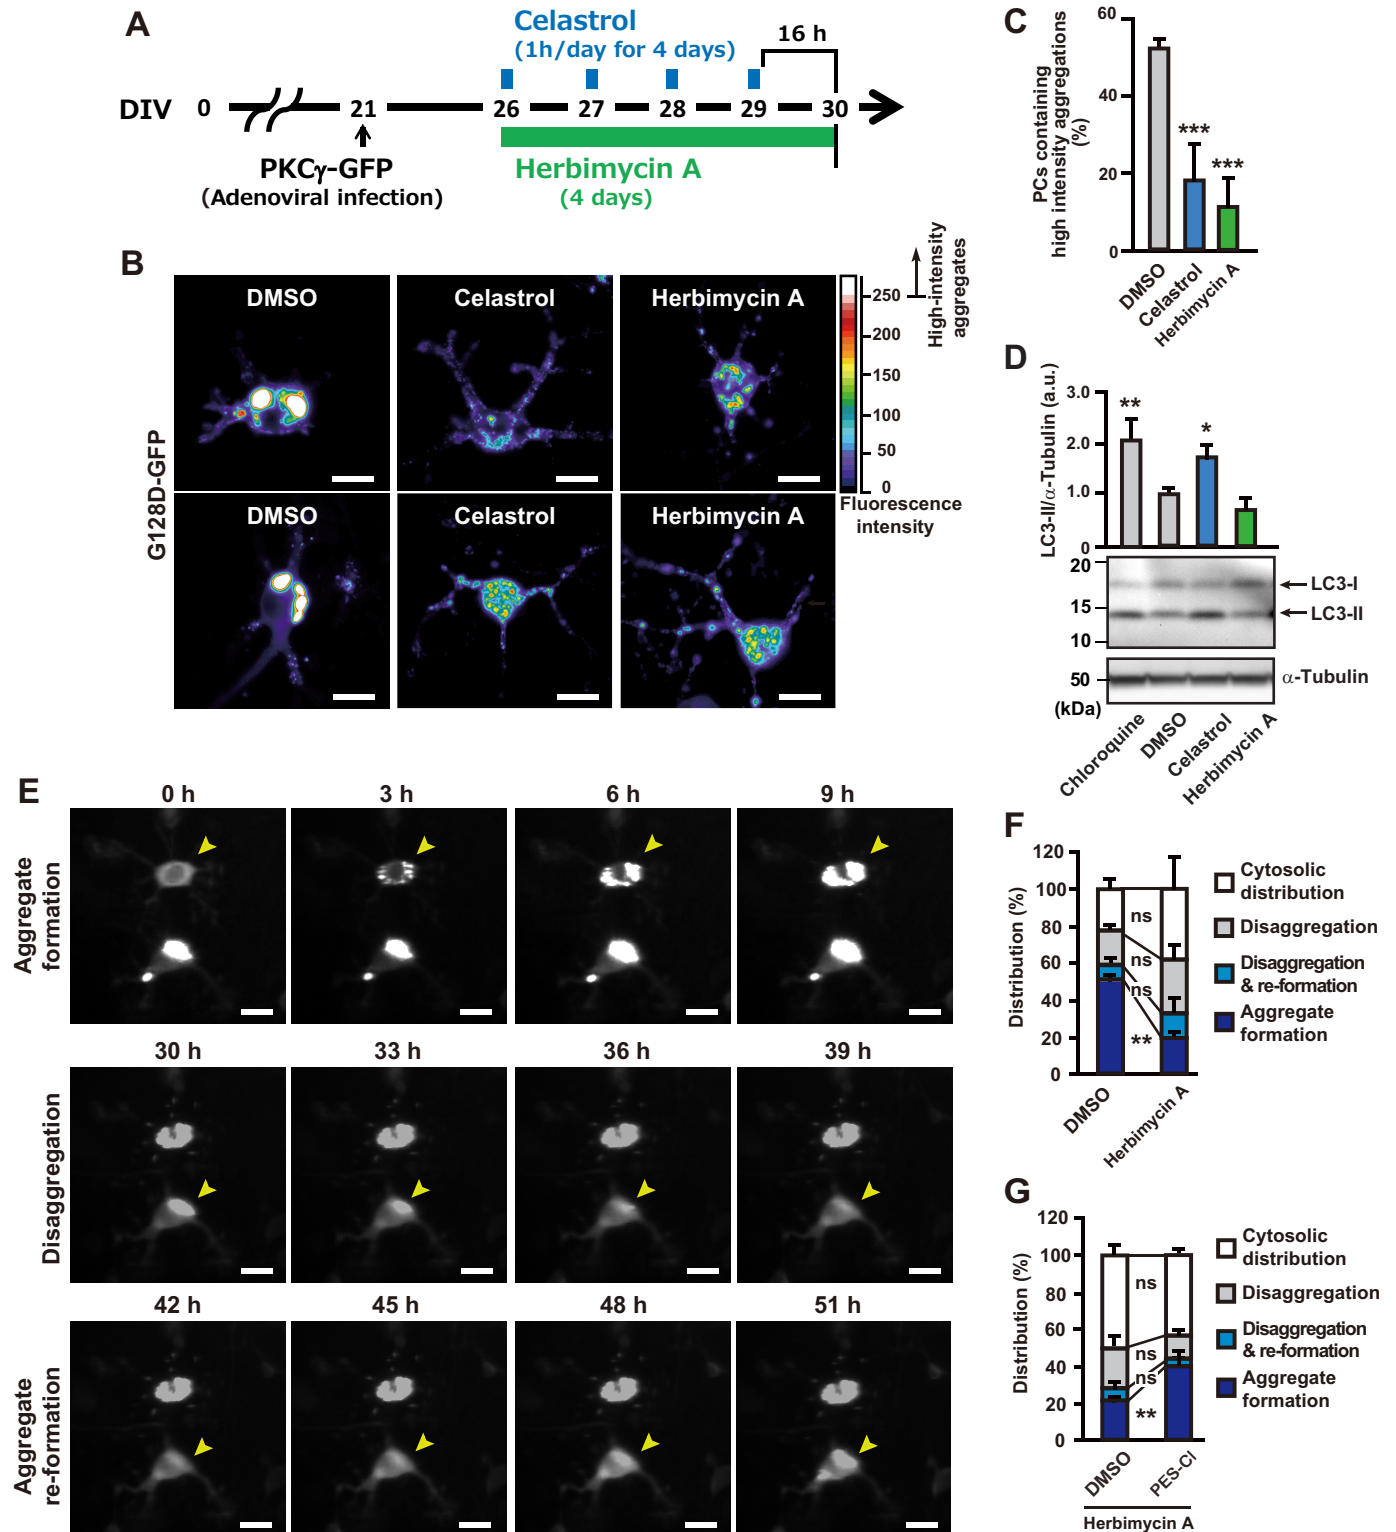 A
Celastrol
(1h/day for 4 days)
16 h
DIV
0
21
26
27
28
29
30
PKCγ-GFP
(Adenoviral infection)
Herbimycin A
(4 days)
B
G128D-GFP
DMSO
Celastrol
Herbimycin A
DMSO
Celastrol
Herbimycin A
High-intensity
aggregates
250
200
150
100
50
0
Fluorescence
intensity
C
PCs containing
high intensity aggregations
(%)
60
40
20
0
***
***
DMSO
Celastrol
Herbimycin A
D
LC3-II/α-Tubulin (a.u.)
3.0
2.0
1.0
0
**
*
20
15
10
LC3-I
LC3-II
50
α-Tubulin
(kDa)
Chloroquine
DMSO
Celastrol
Herbimycin A
E
0 h
3 h
6 h
9 h
Aggregate
formation
30 h
33 h
36 h
39 h
Disaggregation
42 h
45 h
48 h
51 h
Aggregate
re-formation
F
Distribution (%)
120
100
80
60
40
20
0
ns
ns
ns
**
Cytosolic
distribution
Disaggregation
Disaggregation
& re-formation
Aggregate
formation
DMSO
Herbimycin A
G
Distribution (%)
120
100
80
60
40
20
0
ns
ns
ns
**
Cytosolic
distribution
Disaggregation
Disaggregation
& re-formation
Aggregate
formation
DMSO
PES-Cl
Herbimycin A